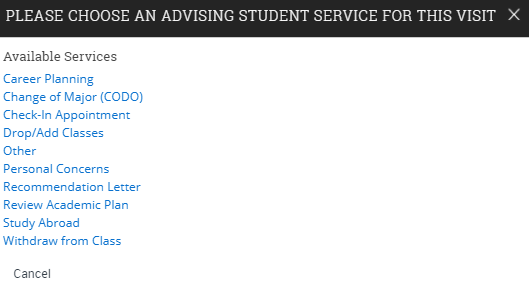 PLEASE CHOOSE AN ADVISING STUDENT SERVICE FOR THIS VISIT
Available Services
Career Planning
Change of Major (CODO)
Check-In Appointment
Drop/Add Classes
Other
Personal Concerns
Recommendation Letter
Review Academic Plan
Study Abroad
Withdraw from Class
Cancel